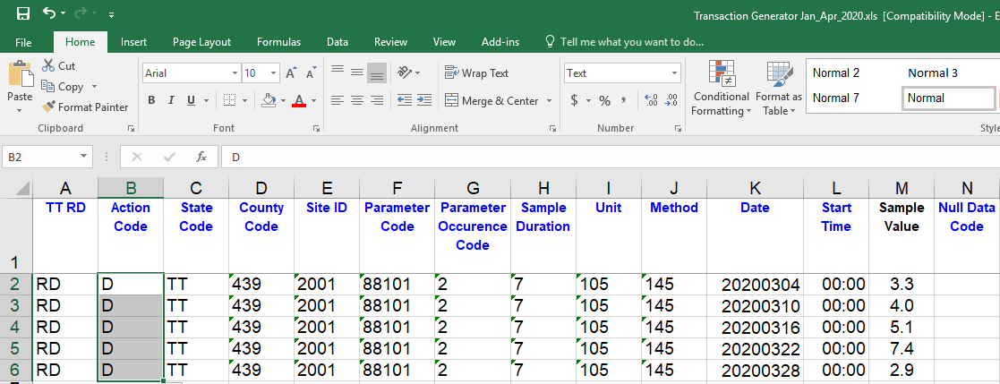 Transaction Generator Jan_Apr_2020.xls [Compatibility Mode] - E
File Home Insert Page Layout Formulas Data Review View Add-ins Tell me what you want to do...
Cut
Copy
Format Painter
Paste
Clipboard
Arial 10 A A
B I U A
Font
Wrap Text
Merge & Center
Alignment
Text
$ % , .0 .00 .00 .0
Number
Conditional
Formatting
Format as
Table
Normal 2 Normal 3
Normal 7 Normal
Style
B2 fx D
A B C D E F G H I J K L M N
1 TT RD Action Code State Code County Code Site ID Parameter Code Parameter Occurence Code Sample Duration Unit Method Date Start Time Sample Value Null Data Code
2 RD D TT 439 2001 88101 2 7 105 145 20200304 00:00 3.3
3 RD D TT 439 2001 88101 2 7 105 145 20200310 00:00 4.0
4 RD D TT 439 2001 88101 2 7 105 145 20200316 00:00 5.1
5 RD D TT 439 2001 88101 2 7 105 145 20200322 00:00 7.4
6 RD D TT 439 2001 88101 2 7 105 145 20200328 00:00 2.9